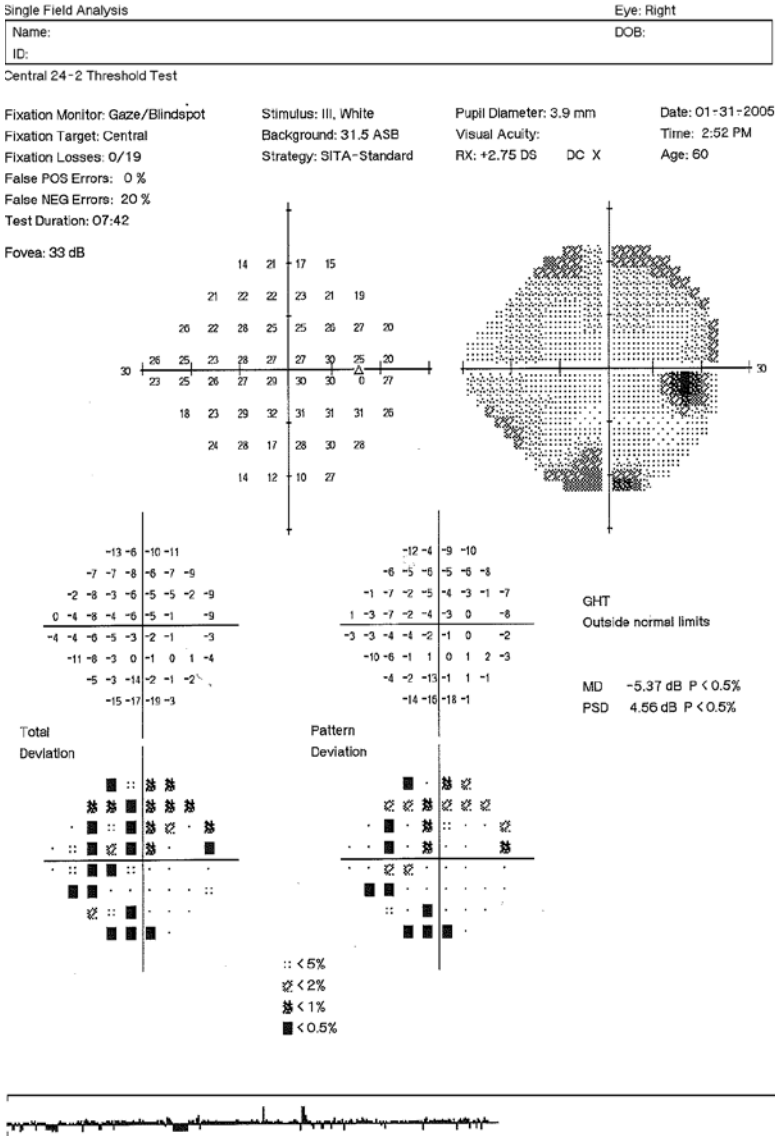 Single Field Analysis Eye: Right
Name: DOB:
ID:
Central 24-2 Threshold Test
Fixation Monitor: Gaze/Blindspot Stimulus: III, White Pupil Diameter: 3.9 mm Date: 01-31-2005
Fixation Target: Central Background: 31.5 ASB Visual Acuity: Time: 2:52 PM
Fixation Losses: 0/19 Strategy: SITA-Standard RX: +2.75 DS DC X Age: 60
False POS Errors: 0 %
False NEG Errors: 20 %
Test Duration: 07:42
Fovea: 33 dB
14 21 17 15
21 22 22 23 21 19
20 22 28 25 25 26 27 20
26 25 23 28 27 27 30 25 20
30 30
23 25 26 27 29 30 30 0 27
18 23 29 32 31 31 31 26
24 28 17 28 30 28
14 12 10 27
-13 -6 -10 -11 -12 -4 -9 -10
-7 -7 -8 -6 -7 -9 -6 -5 -6 -5 -6 -8
-2 -8 -3 -6 -5 -5 -2 -9 -1 -7 -2 -5 -4 -3 -1 -7
0 -4 -8 -4 -6 -5 -1 -9 1 -3 -7 -2 -4 -3 0 -8
-4 -4 -6 -5 -3 -2 -1 -3 -3 -3 -4 -4 -2 -1 0 -2
-11 -8 -3 0 -1 0 1 -4 -10 -6 -1 1 0 1 2 -3
-5 -3 -14 -2 -1 -2 -4 -2 -13 -1 1 -1
-15 -17 -19 -3 -14 -16 -18 -1
GHT
Outside normal limits
MD -5.37 dB P < 0.5%
PSD 4.56 dB P < 0.5%
Total Deviation
Pattern Deviation
< 5%
< 2%
< 1%
< 0.5%